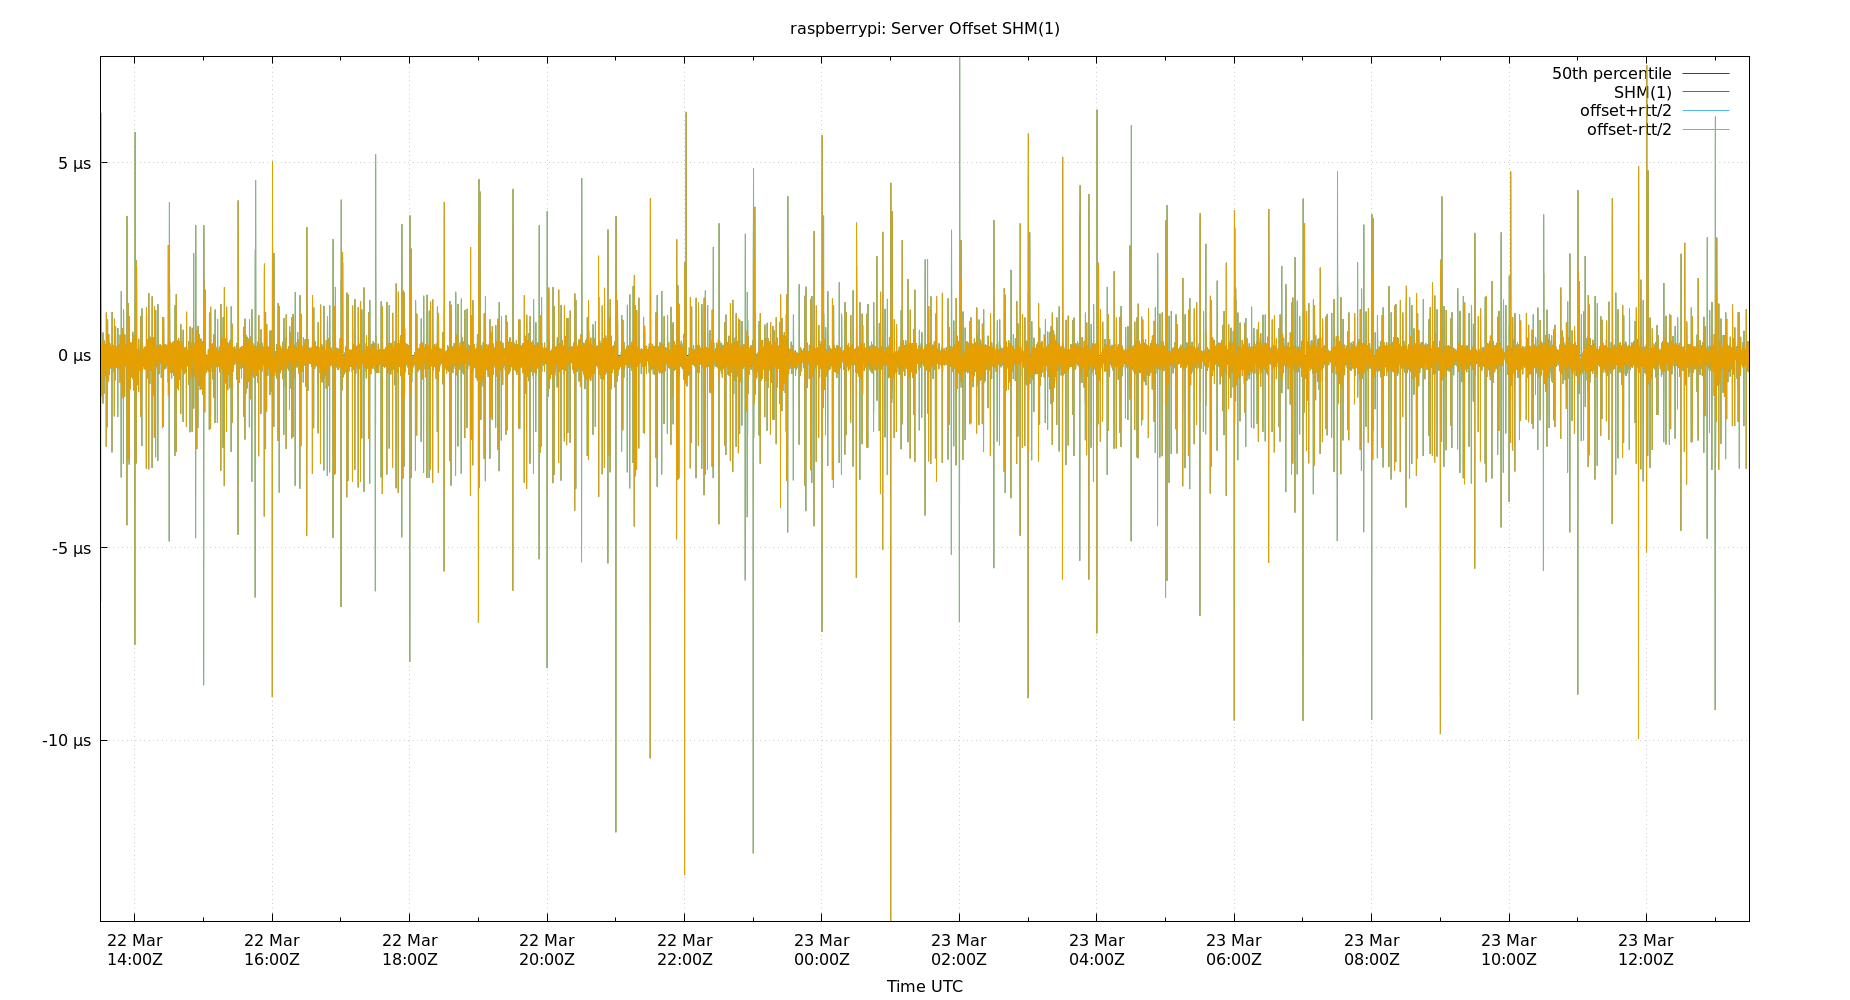 raspberrypi: Server Offset SHM(1)
50th percentile
SHM(1)
offset+rtt/2
offset-rtt/2
5 µs
0 µs
-5 µs
-10 µs
22 Mar 22 Mar 22 Mar 22 Mar 22 Mar 23 Mar 23 Mar 23 Mar 23 Mar 23 Mar 23 Mar 23 Mar
14:00Z 16:00Z 18:00Z 20:00Z 22:00Z 00:00Z 02:00Z 04:00Z 06:00Z 08:00Z 10:00Z 12:00Z
Time UTC